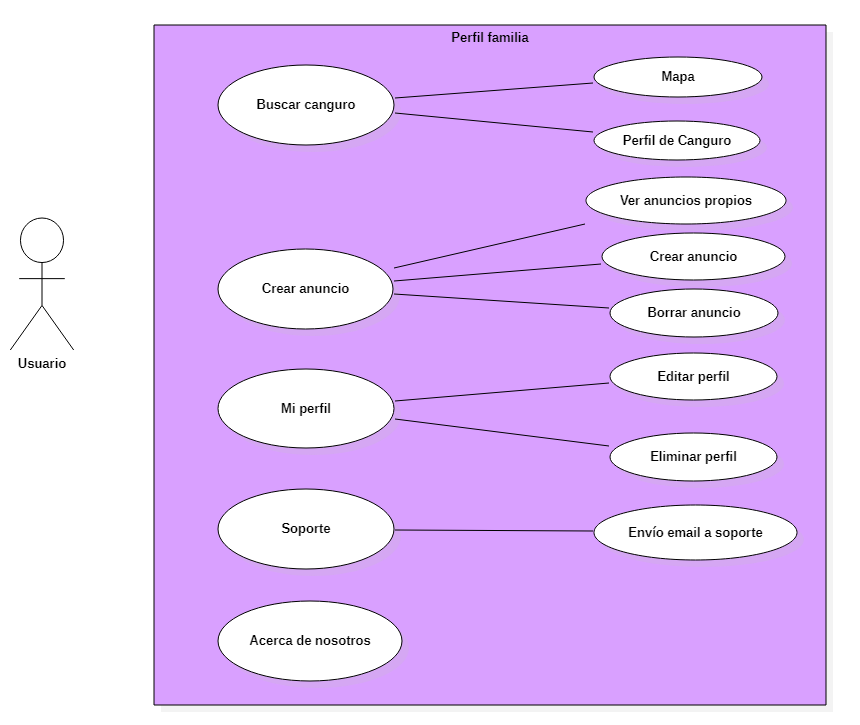 Perfil familia
Buscar canguro
Mapa
Perfil de Canguro
Ver anuncios propios
Crear anuncio
Crear anuncio
Borrar anuncio
Usuario
Mi perfil
Editar perfil
Eliminar perfil
Soporte
Envío email a soporte
Acerca de nosotros